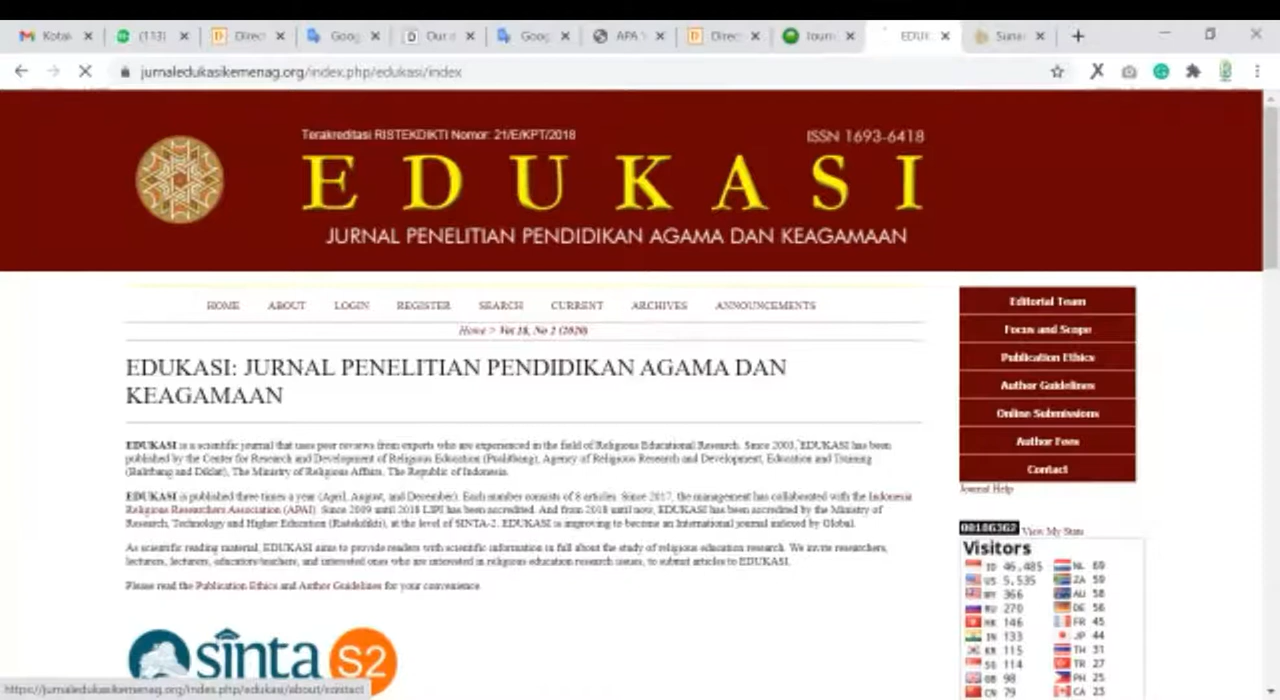 (113)
Direc
Goog
Our a
Goog
APA
Direc
EDUK
jurnaledukasikemenag.org/index.php/edukasi/index
Terakreditasi RISTEKDIKTI Nomor: 21/E/KPT/2018
ISSN 1693-6418
EDUKASI
JURNAL PENELITIAN PENDIDIKAN AGAMA DAN KEAGAMAAN
HOME ABOUT LOGIN REGISTER SEARCH CURRENT ARCHIVES ANNOUNCEMENTS
Home > Vol 18, No 2 (2020)
EDUKASI: JURNAL PENELITIAN PENDIDIKAN AGAMA DAN
KEAGAMAAN
EDUKASI is a scientific journal that uses peer reviews from experts who are experienced in the field of Religious Educational Research. Since 2003, EDUKASI has been
published by the Center for Research and Development of Religious Education (Puslitbang), Agency of Religious Research and Development, Education and Training
(Balitbang and Diklat), The Ministry of Religious Affairs, The Republic of Indonesia.
EDUKASI is published three times a year (April, August, and December). Each number consists of 8 articles. Since 2017, the management has collaborated with the Indonesia
Religious Researchers Association (APAI). Since 2009 until 2018 LIPI has been accredited. And from 2018 until now, EDUKASI has been accredited by the Ministry of
Research, Technology and Higher Education (Ristekdikti), at the level of SINTA-2. EDUKASI is improving to become an International journal indexed by Global.
As scientific reading material, EDUKASI aims to provide readers with scientific information in full about the study of religious education research. We invite researchers,
lecturers, lecturers, educators/teachers, and interested ones who are interested in religious education research issues, to submit articles to EDUKASI.
Please read the Publication Ethics and Author Guidelines for your convenience
sinta S2
https://jurnaledukasikemenag.org/index.php/edukasi/about/contact
Editorial Team
Focus and Scope
Publication Ethics
Author Guidelines
Online Submissions
Author Fees
Contact
Journal Help
00106362 View My Stats
Visitors
ID 46,485 NL 69
US 5,535 ZA 59
MY 366 AU 58
RU 270 DE 56
HK 146 FR 45
IN 133 JP 44
KR 115 TH 31
SG 114 TR 27
GB 98 PH 25
CN 79 CA 23